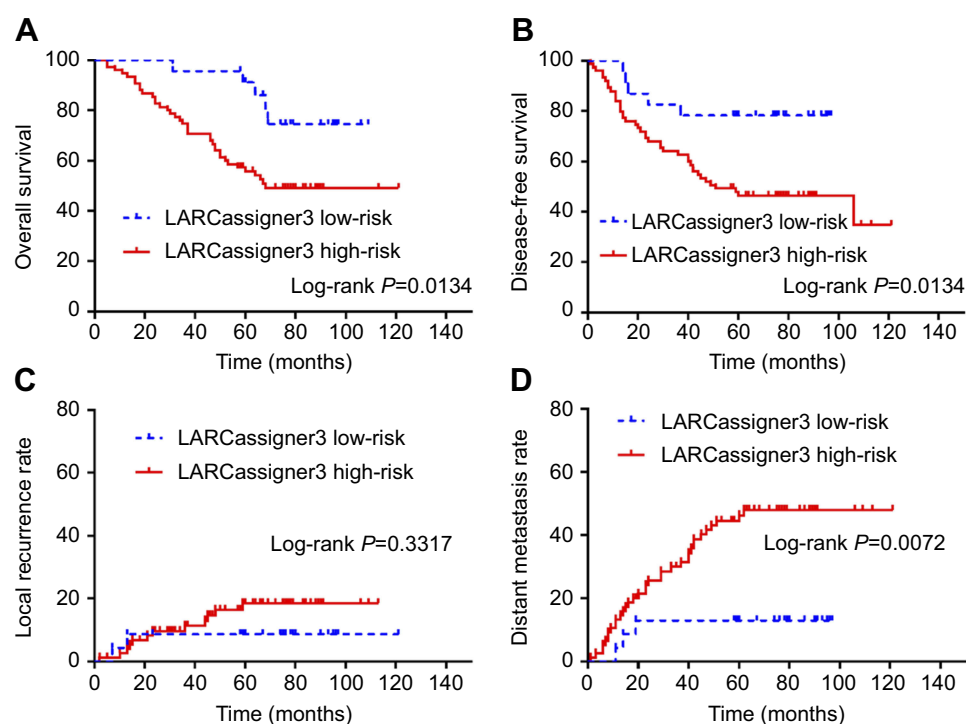 A
100
80
60
40
20
0
Overall survival
LARCassigner3 low-risk
LARCassigner3 high-risk
Log-rank P=0.0134
0 20 40 60 80 100 120 140
Time (months)
B
100
80
60
40
20
0
Disease-free survival
LARCassigner3 low-risk
LARCassigner3 high-risk
Log-rank P=0.0134
0 20 40 60 80 100 120 140
Time (months)
C
80
60
40
20
0
Local recurrence rate
LARCassigner3 low-risk
LARCassigner3 high-risk
Log-rank P=0.3317
0 20 40 60 80 100 120 140
Time (months)
D
80
60
40
20
0
Distant metastasis rate
LARCassigner3 low-risk
LARCassigner3 high-risk
Log-rank P=0.0072
0 20 40 60 80 100 120 140
Time (months)